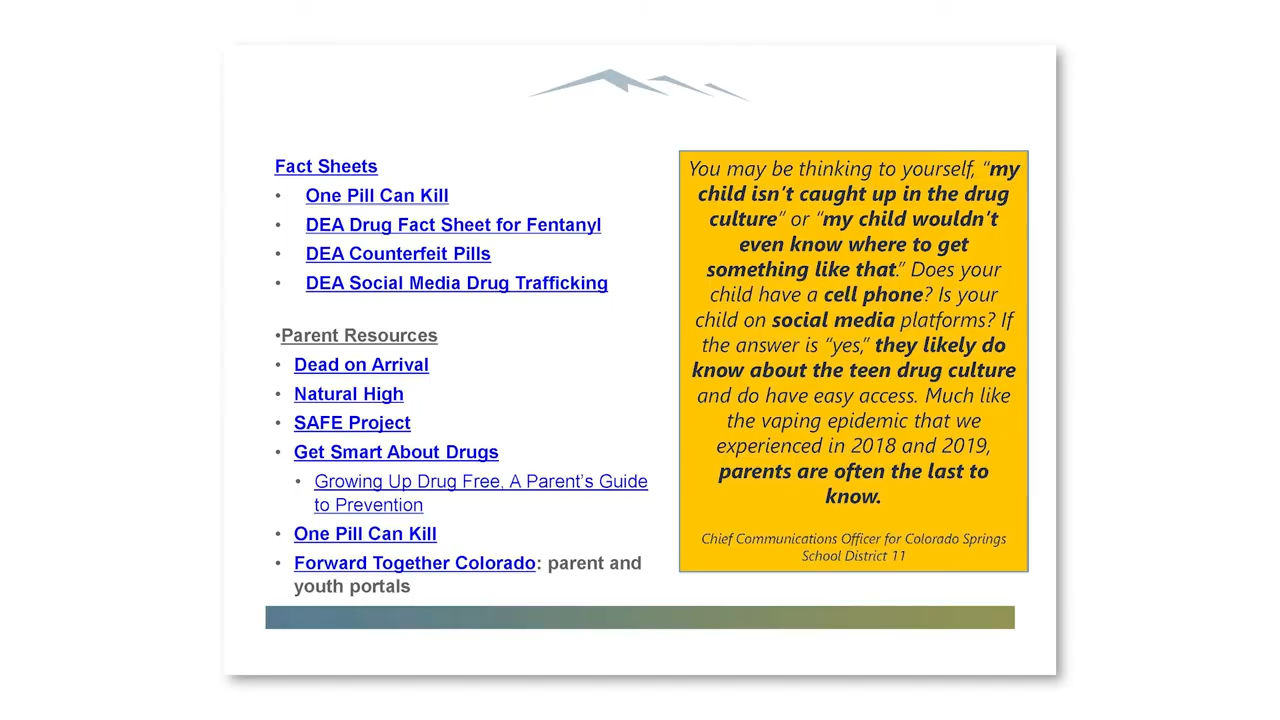 Fact Sheets
• One Pill Can Kill
• DEA Drug Fact Sheet for Fentanyl
• DEA Counterfeit Pills
• DEA Social Media Drug Trafficking
•Parent Resources
• Dead on Arrival
• Natural High
• SAFE Project
• Get Smart About Drugs
• Growing Up Drug Free, A Parent’s Guide
to Prevention
• One Pill Can Kill
• Forward Together Colorado: parent and
youth portals
You may be thinking to yourself, “my
child isn’t caught up in the drug
culture” or “my child wouldn’t
even know where to get
something like that.” Does your
child have a cell phone? Is your
child on social media platforms? If
the answer is “yes,” they likely do
know about the teen drug culture
and do have easy access. Much like
the vaping epidemic that we
experienced in 2018 and 2019,
parents are often the last to
know.
Chief Communications Officer for Colorado Springs
School District 11